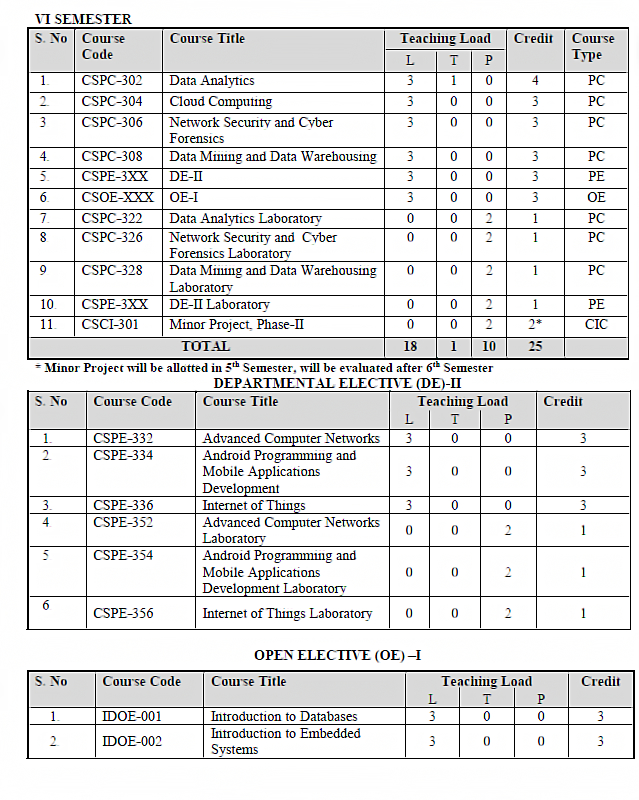 VI SEMESTER
S. No Course Code Course Title Teaching Load Credit Course Type
L T P
1. CSPC-302 Data Analytics 3 1 0 4 PC
2. CSPC-304 Cloud Computing 3 0 0 3 PC
3 CSPC-306 Network Security and Cyber Forensics 3 0 0 3 PC
4. CSPC-308 Data Mining and Data Warehousing 3 0 0 3 PC
5. CSPE-3XX DE-II 3 0 0 3 PE
6. CSOE-XXX OE-I 3 0 0 3 OE
7. CSPC-322 Data Analytics Laboratory 0 0 2 1 PC
8 CSPC-326 Network Security and Cyber Forensics Laboratory 0 0 2 1 PC
9 CSPC-328 Data Mining and Data Warehousing Laboratory 0 0 2 1 PC
10 CSPE-3XX DE-II Laboratory 0 0 2 1 PE
11. CSCI-301 Minor Project, Phase-II 0 0 2 2* CIC
TOTAL 18 1 10 25
* Minor Project will be allotted in 5th Semester, will be evaluated after 6th Semester
DEPARTMENTAL ELECTIVE (DE)-II
S. No Course Code Course Title Teaching Load Credit
L T P
1. CSPE-332 Advanced Computer Networks 3 0 0 3
2 CSPE-334 Android Programming and Mobile Applications Development 3 0 0 3
3. CSPE-336 Internet of Things 3 0 0 3
4. CSPE-352 Advanced Computer Networks Laboratory 0 0 2 1
5 CSPE-354 Android Programming and Mobile Applications Development Laboratory 0 0 2 1
6 CSPE-356 Internet of Things Laboratory 0 0 2 1
OPEN ELECTIVE (OE) –I
S. No Course Code Course Title Teaching Load Credit
L T P
1. IDOE-001 Introduction to Databases 3 0 0 3
2. IDOE-002 Introduction to Embedded Systems 3 0 0 3